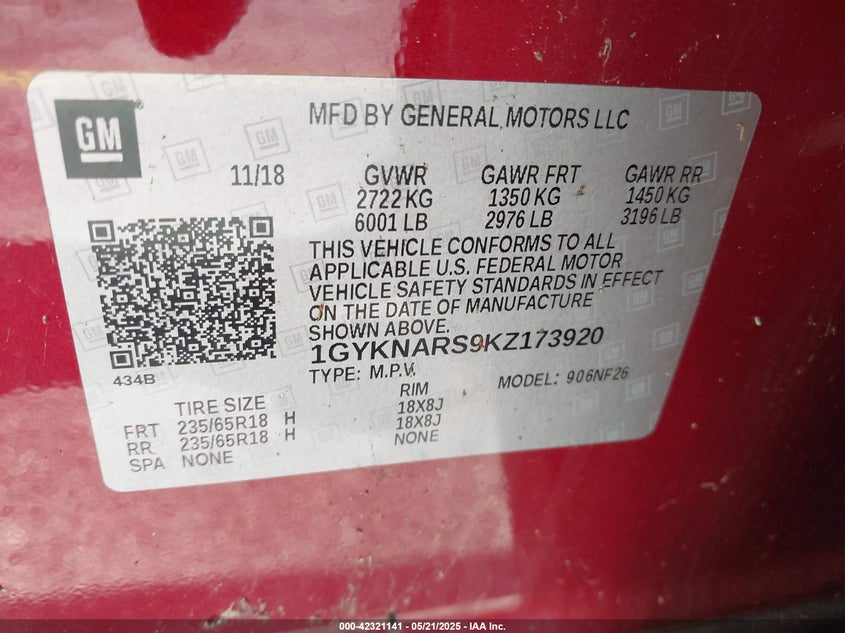 GM
MFD BY GENERAL MOTORS LLC
11/18 GVWR GAWR FRT GAWR RR
2722 KG 1350 KG 1450 KG
6001 LB 2976 LB 3196 LB
THIS VEHICLE CONFORMS TO ALL
APPLICABLE U.S. FEDERAL MOTOR
VEHICLE SAFETY STANDARDS IN EFFECT
ON THE DATE OF MANUFACTURE
SHOWN ABOVE.
1GYKNARS9KZ173920
434B TYPE: M.P.V. MODEL: 906NF26
TIRE SIZE RIM
FRT 235/65R18 H 18X8J
RR 235/65R18 H 18X8J
SPA NONE NONE
000-42321141 - 05/21/2025 - IAA Inc.